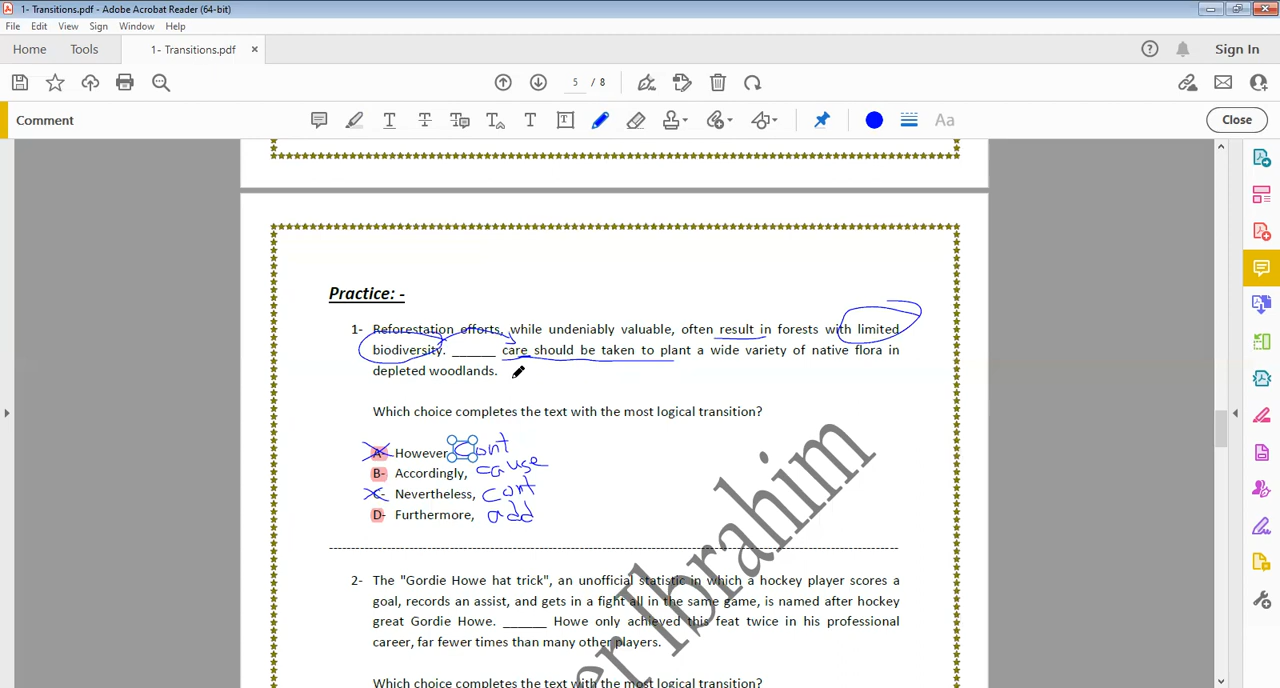 1- Transitions.pdf - Adobe Acrobat Reader (64-bit)
File Edit View Sign Window Help
Home Tools 1- Transitions.pdf × Sign In
5 / 8
Comment Aa Close
Practice: -
1- Reforestation efforts, while undeniably valuable, often result in forests with limited
biodiversity. ______ care should be taken to plant a wide variety of native flora in
depleted woodlands.
Which choice completes the text with the most logical transition?
A- However, cont
B- Accordingly, cause
C- Nevertheless, cont
D- Furthermore, add
2- The "Gordie Howe hat trick", an unofficial statistic in which a hockey player scores a
goal, records an assist, and gets in a fight all in the same game, is named after hockey
great Gordie Howe. ______ Howe only achieved this feat twice in his professional
career, far fewer times than many other players.
Which choice completes the text with the most logical transition?
er Ibrahim